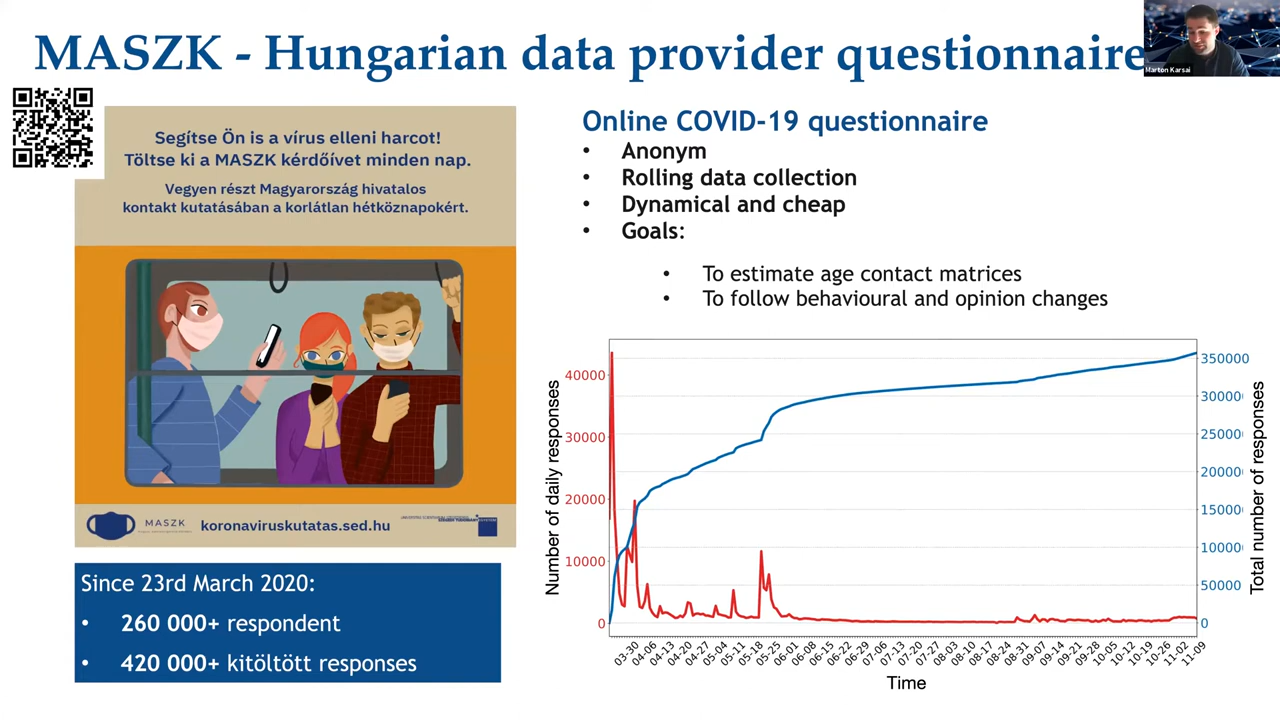 MASZK - Hungarian data provider questionnaire
Marton Karsai
Segítse Ön is a vírus elleni harcot!
Töltse ki a MASZK kérdőívet minden nap.
Vegyen részt Magyarország hivatalos
kontakt kutatásában a korlátlan hétköznapokért.
MASZK
koronaviruskutatas.sed.hu
Since 23rd March 2020:
• 260 000+ respondent
• 420 000+ kitöltött responses
Online COVID-19 questionnaire
• Anonym
• Rolling data collection
• Dynamical and cheap
• Goals:
• To estimate age contact matrices
• To follow behavioural and opinion changes
Number of daily responses
40000
30000
20000
10000
0
350000
30000
25000
20000
15000
10000
50000
0
Total number of responses
03-30 04-06 04-13 04-20 04-27 05-04 05-11 05-18 05-25 06-01 06-08 06-15 06-22 06-29 07-06 07-13 07-20 07-27 08-03 08-10 08-17 08-24 08-31 09-07 09-14 09-21 09-28 10-05 10-12 10-19 10-26 11-02 11-09
Time